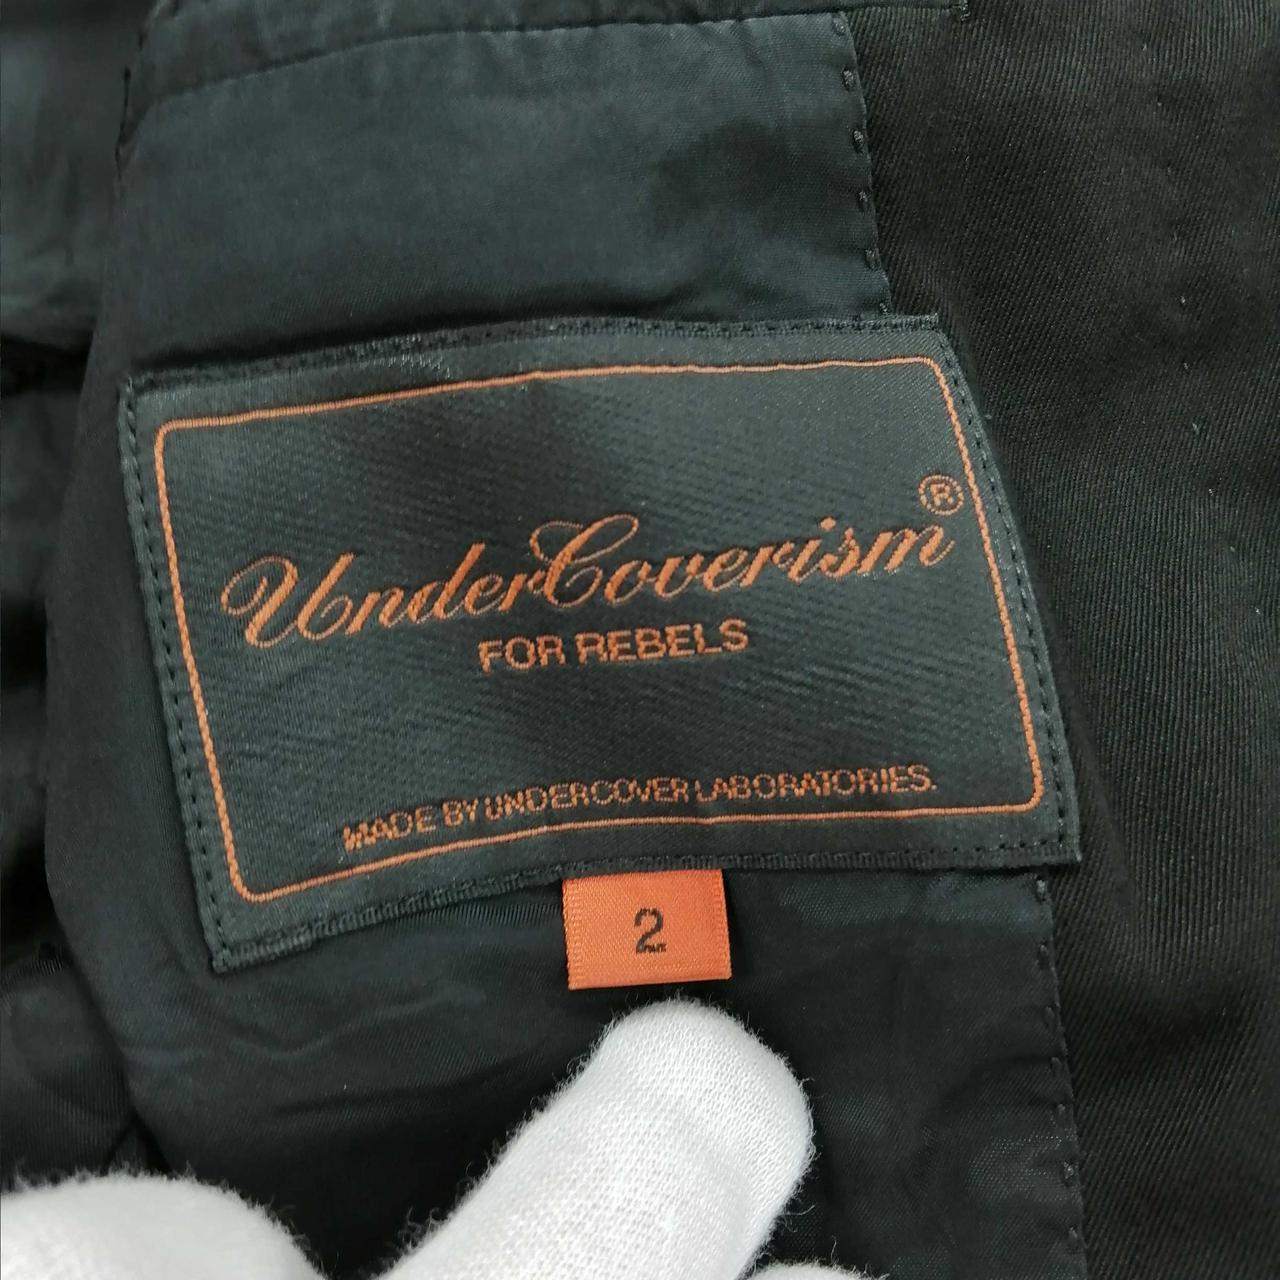 UnderCoverism®
FOR REBELS
MADE BY UNDERCOVER LABORATORIES.
2